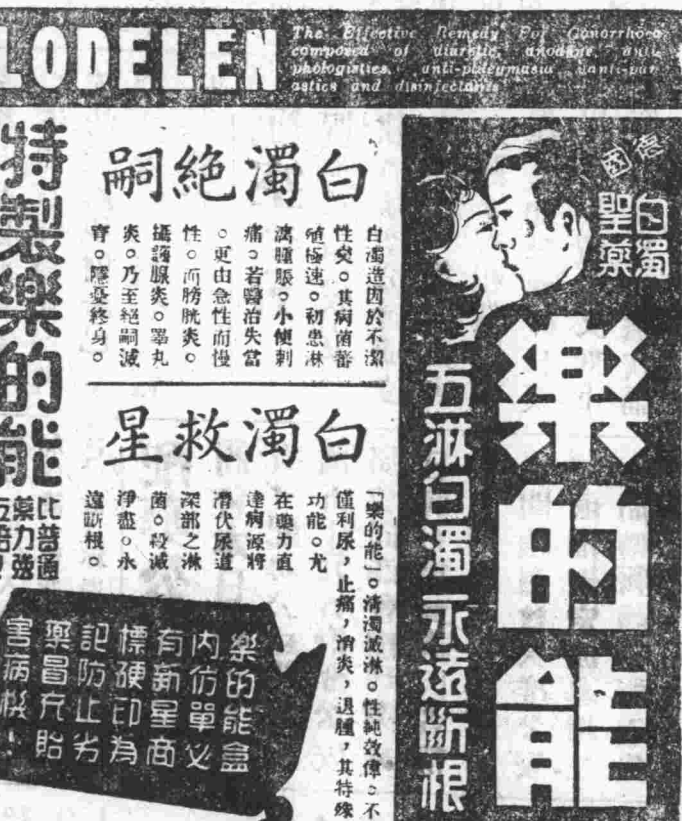 LODELEN
The Effective Remedy For Gonorrhoea
composed of diuretic, anodyne, anti-
phologistics,
astics and disinfectants
德國
白濁
聖藥
樂的能
五淋白濁永遠斷根
白濁絕嗣
白濁造因於不潔
性交。其病菌蕃
殖極速。初患淋
漓腫脹。小便刺
痛。若醫治失當
。更由急性而慢
性。而膀胱炎。
攝護腺炎。睪丸
炎。乃至絕嗣滅
育。隱憂終身。
白濁救星
「樂的能」。清濁滅淋。性純效偉。不
僅利尿，止痛，消炎，退腫，其特殊
功能。尤
在藥力直
達病源將
潛伏尿道
深部之淋
菌。殺滅
淨盡。永
遠斷根。
樂的能盒
內仿單必
有新星商
標硬印為
記防止劣
藥冒充貽
害病機！
特製樂的能
比普通
藥力強
五倍！